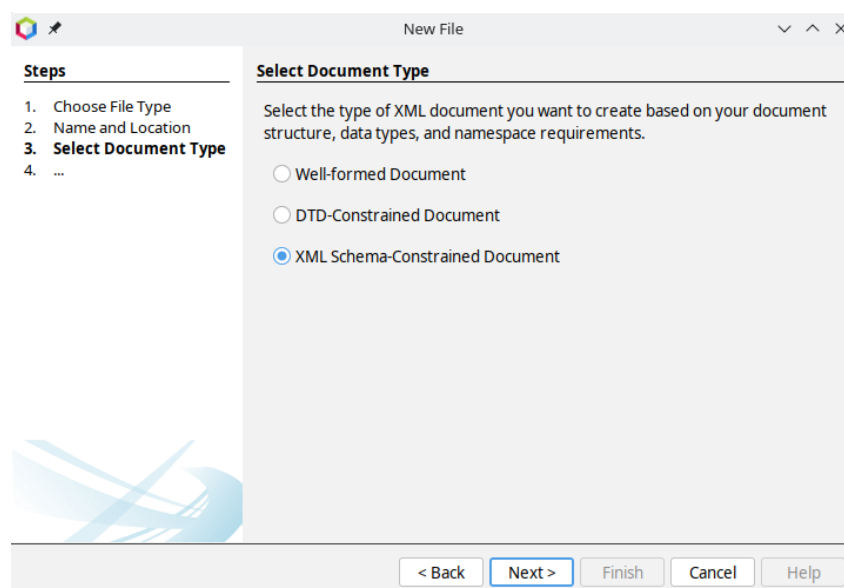 New File
Steps
1. Choose File Type
2. Name and Location
3. Select Document Type
4. ...
Select Document Type
Select the type of XML document you want to create based on your document
structure, data types, and namespace requirements.
Well-formed Document
DTD-Constrained Document
XML Schema-Constrained Document
< Back
Next >
Finish
Cancel
Help